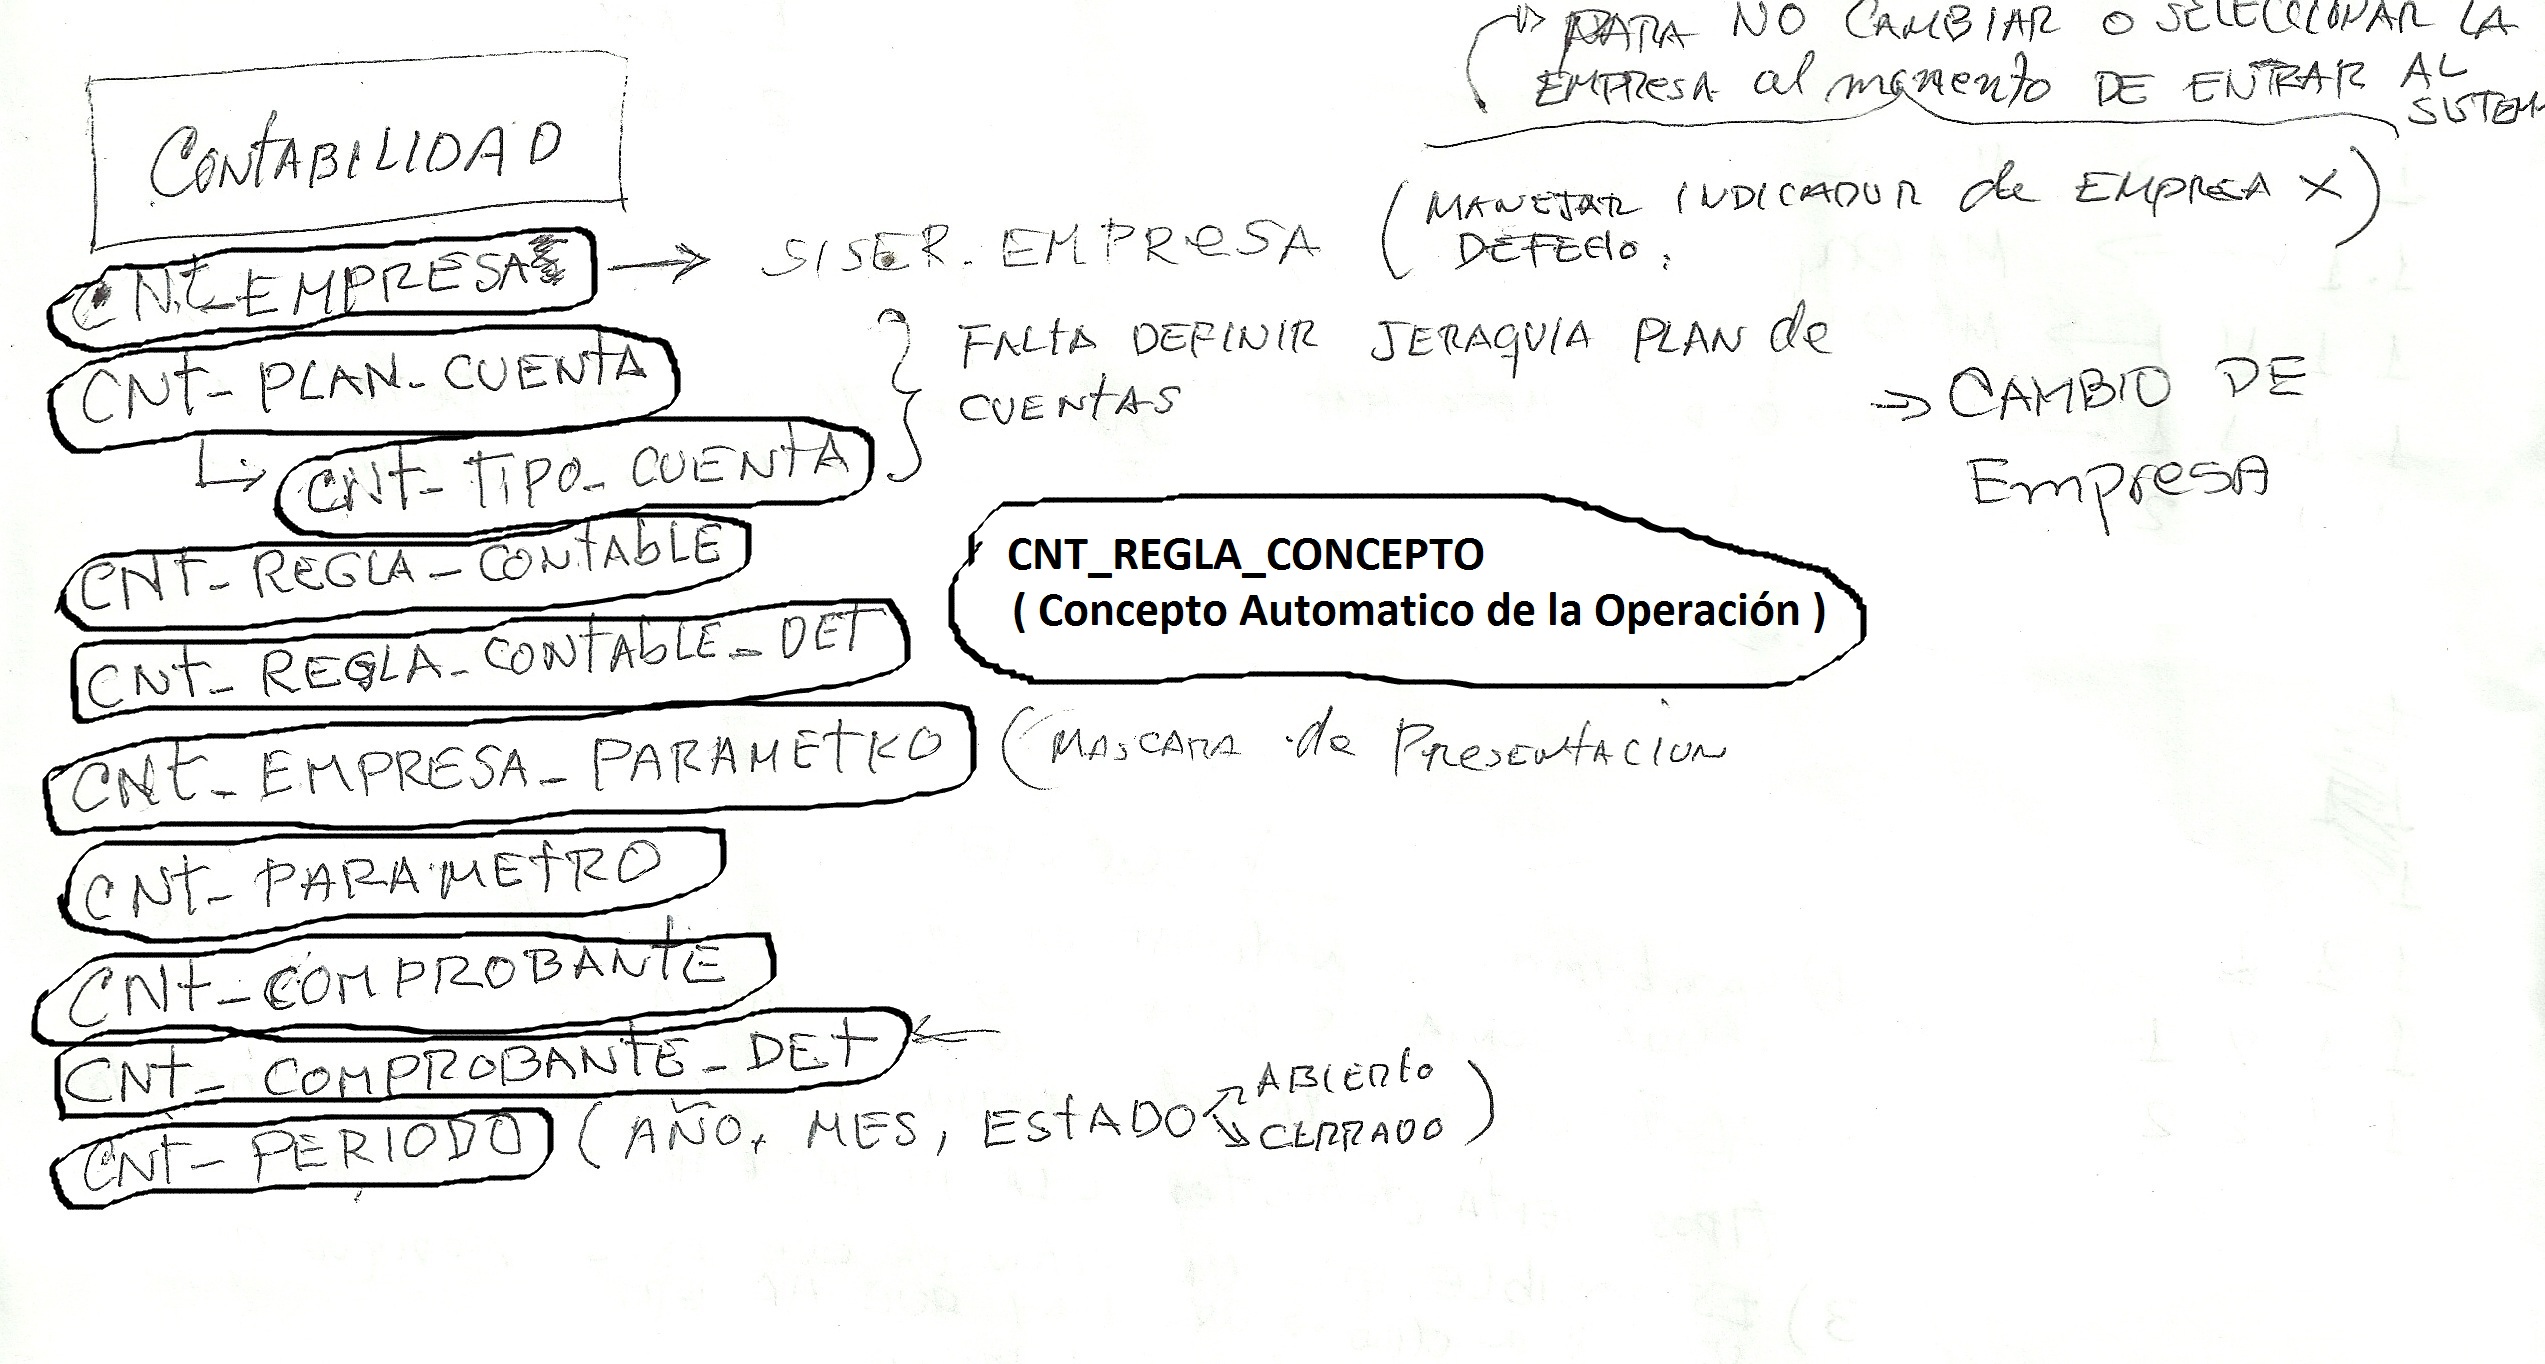 PARA NO CAMBIAR O SELECCIONAR LA
EMPRESA al momento DE ENTRAR AL
SISTEM
CONTABILIDAD
(MANEJAR INDICADOR de EMPREA X)
DEFECTO.
CNT_EMPRESA → SISER_EMPRESA
CNT_PLAN_CUENTA
FALTA DEFINIR JERAQUIA PLAN de
CUENTAS
→ CAMBIO DE
EmpresA
CNT_TIPO_CUENTA
CNT_REGLA_CONTABLE
CNT_REGLA_CONCEPTO
( Concepto Automatico de la Operación )
CNT_REGLA_CONTABLE_DET
CNT_EMPRESA_PARAMETRO (MASCARA de PRESENTACION
CNT_PARAMETRO
CNT_COMPROBANTE
CNT_COMPROBANTE_DET ←
CNT_PERIODO (AÑO, MES, ESTADO ABIERTO
CERRADO)